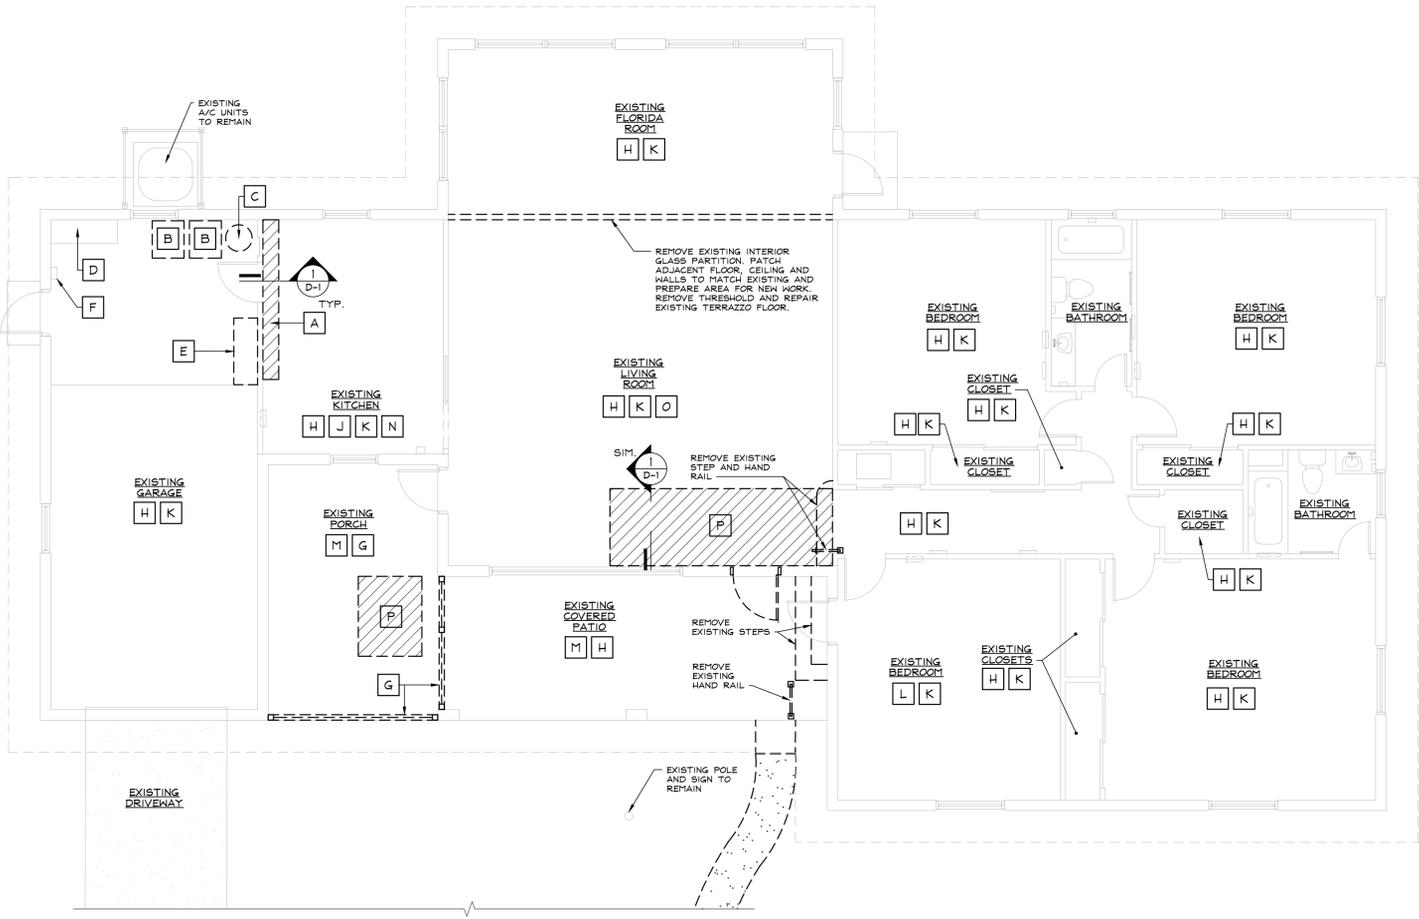 EXISTING
A/C UNITS
TO REMAIN
EXISTING
FLORIDA
ROOM
H K
C
B B
D
F
1
D-1
TYP.
A
E
REMOVE EXISTING INTERIOR
GLASS PARTITION. PATCH
ADJACENT FLOOR, CEILING AND
WALLS TO MATCH EXISTING AND
PREPARE AREA FOR NEW WORK.
REMOVE THRESHOLD AND REPAIR
EXISTING TERRAZZO FLOOR.
EXISTING
BEDROOM
H K
EXISTING
BATHROOM
EXISTING
BEDROOM
H K
EXISTING
KITCHEN
H J K N
EXISTING
LIVING
ROOM
H K O
EXISTING
CLOSET
H K
H K
H K
SIM.
1
D-1
REMOVE EXISTING
STEP AND HAND
RAIL
EXISTING
CLOSET
EXISTING
CLOSET
EXISTING
GARAGE
H K
EXISTING
PORCH
M G
P
H K
EXISTING
CLOSET
EXISTING
BATHROOM
H K
P
EXISTING
COVERED
PATIO
M H
REMOVE
EXISTING STEPS
REMOVE
EXISTING
HAND RAIL
G
EXISTING
BEDROOM
L K
EXISTING
CLOSETS
H K
EXISTING
BEDROOM
H K
EXISTING POLE
AND SIGN TO
REMAIN
EXISTING
DRIVEWAY